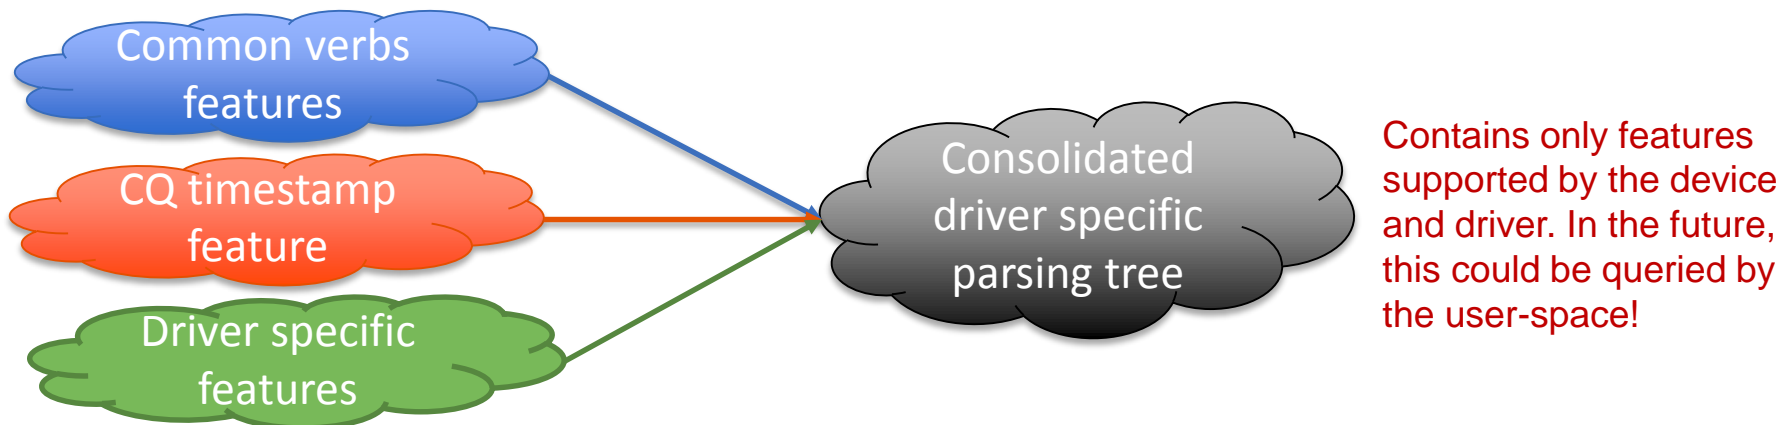 Common verbs
features
CQ timestamp
feature
Driver specific
features
Consolidated
driver specific
parsing tree
Contains only features
supported by the device
and driver. In the future,
this could be queried by
the user-space!